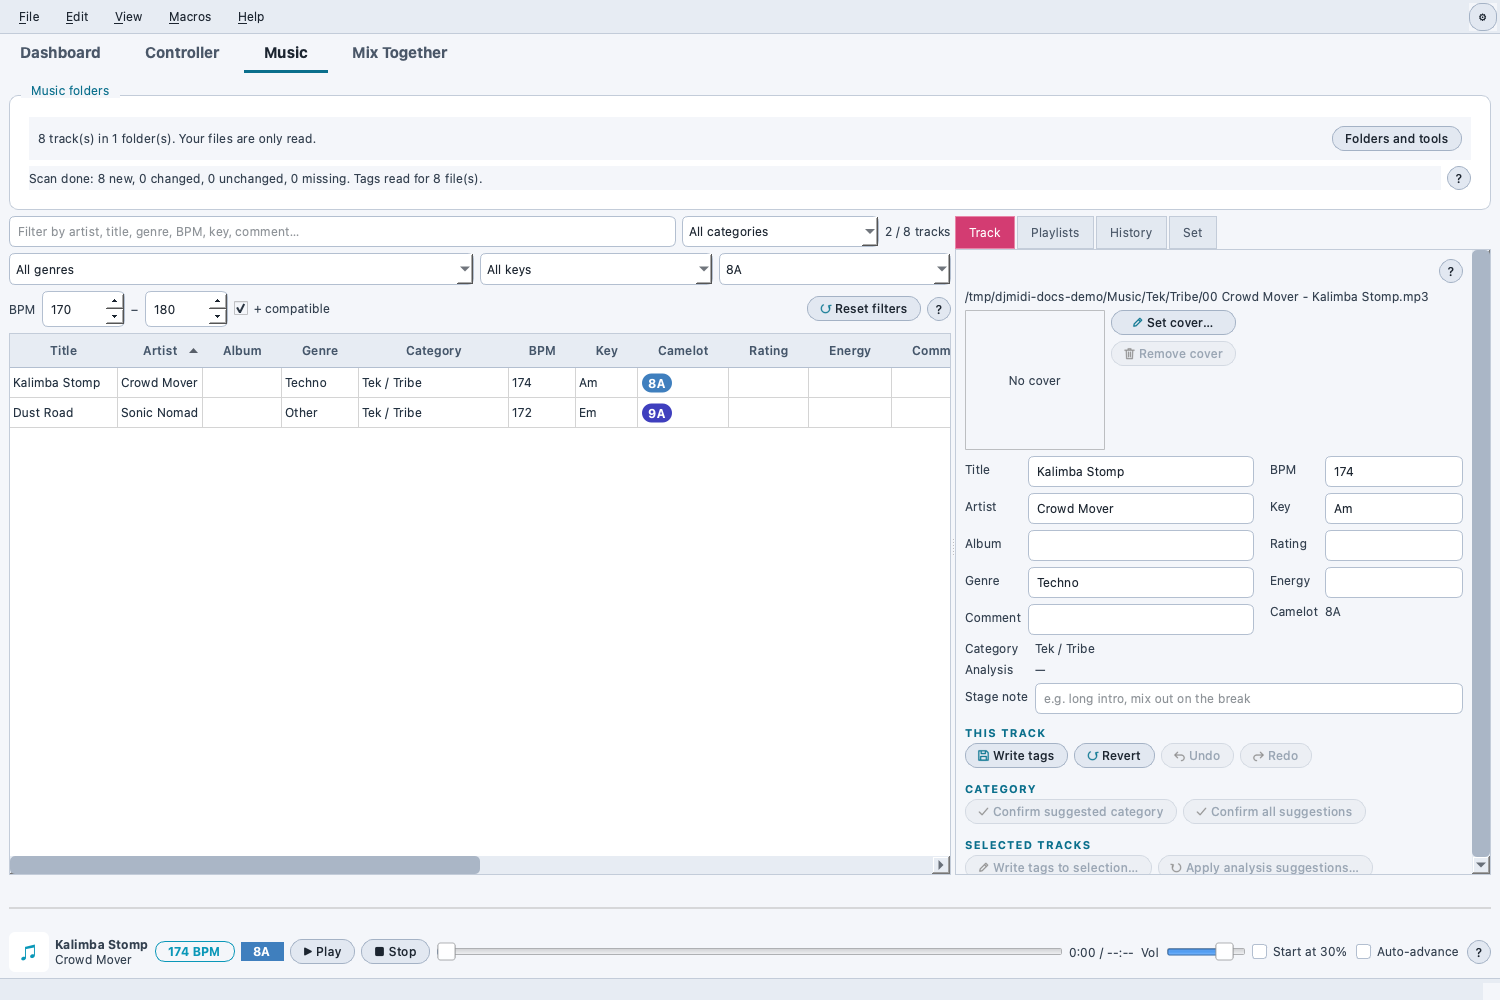 File Edit View Macros Help
Dashboard Controller Music Mix Together
Music folders
8 track(s) in 1 folder(s). Your files are only read.
Folders and tools
Scan done: 8 new, 0 changed, 0 unchanged, 0 missing. Tags read for 8 file(s).
?
Filter by artist, title, genre, BPM, key, comment...
All categories
2 / 8 tracks
All genres
All keys
8A
BPM 170 – 180 + compatible
Reset filters
?
Title Artist Album Genre Category BPM Key Camelot Rating Energy Comm
Kalimba Stomp Crowd Mover Techno Tek / Tribe 174 Am 8A
Dust Road Sonic Nomad Other Tek / Tribe 172 Em 9A
Track Playlists History Set
?
/tmp/djmidi-docs-demo/Music/Tek/Tribe/00 Crowd Mover - Kalimba Stomp.mp3
No cover
Set cover...
Remove cover
Title Kalimba Stomp BPM 174
Artist Crowd Mover Key Am
Album Rating
Genre Techno Energy
Comment Camelot 8A
Category Tek / Tribe
Analysis —
Stage note e.g. long intro, mix out on the break
THIS TRACK
Write tags Revert Undo Redo
CATEGORY
Confirm suggested category Confirm all suggestions
SELECTED TRACKS
Write tags to selection... Apply analysis suggestions...
Kalimba Stomp
Crowd Mover
174 BPM 8A Play Stop 0:00 / --:-- Vol Start at 30% Auto-advance ?